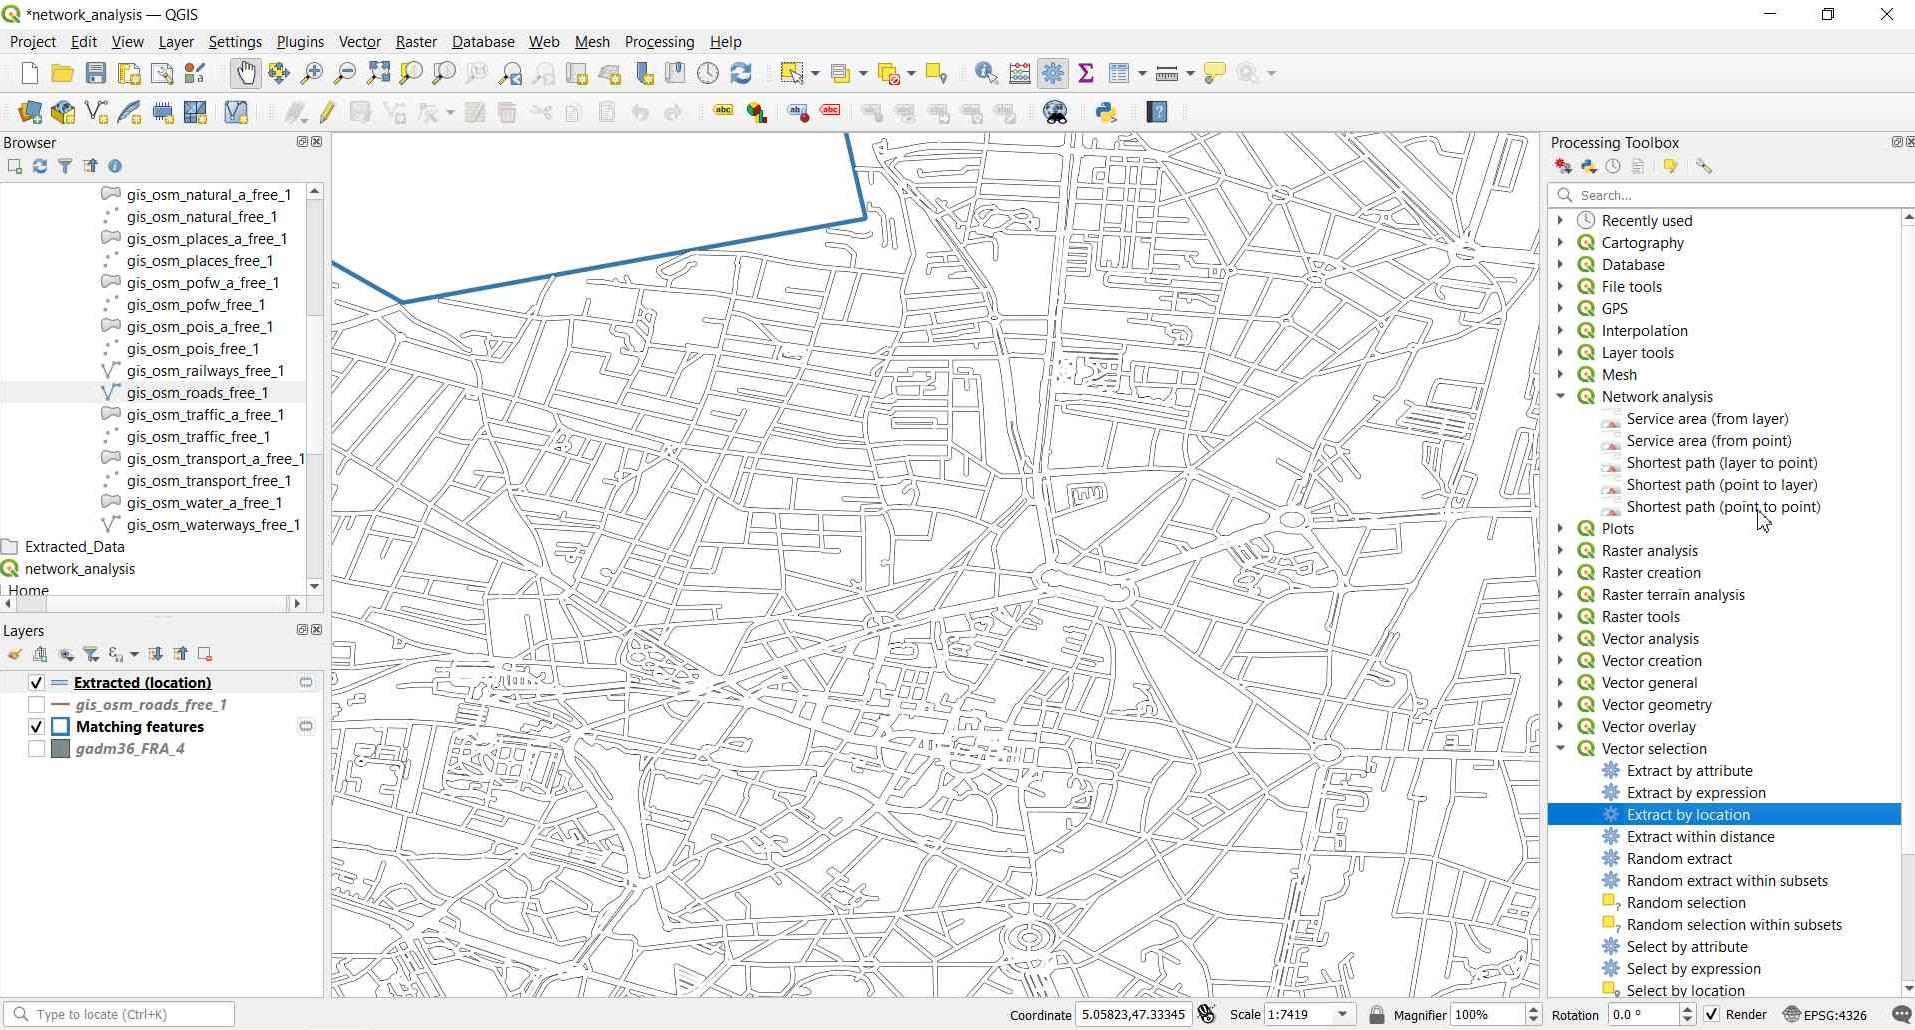 *network_analysis — QGIS
Project Edit View Layer Settings Plugins Vector Raster Database Web Mesh Processing Help
abc abc abc
Browser
gis_osm_natural_a_free_1
gis_osm_natural_free_1
gis_osm_places_a_free_1
gis_osm_places_free_1
gis_osm_pofw_a_free_1
gis_osm_pofw_free_1
gis_osm_pois_a_free_1
gis_osm_pois_free_1
gis_osm_railways_free_1
gis_osm_roads_free_1
gis_osm_traffic_a_free_1
gis_osm_traffic_free_1
gis_osm_transport_a_free_1
gis_osm_transport_free_1
gis_osm_water_a_free_1
gis_osm_waterways_free_1
Extracted_Data
network_analysis
Home
Layers
Extracted (location)
gis_osm_roads_free_1
Matching features
gadm36_FRA_4
Processing Toolbox
Search...
Recently used
Cartography
Database
File tools
GPS
Interpolation
Layer tools
Mesh
Network analysis
Service area (from layer)
Service area (from point)
Shortest path (layer to point)
Shortest path (point to layer)
Shortest path (point to point)
Plots
Raster analysis
Raster creation
Raster terrain analysis
Raster tools
Vector analysis
Vector creation
Vector general
Vector geometry
Vector overlay
Vector selection
Extract by attribute
Extract by expression
Extract by location
Extract within distance
Random extract
Random extract within subsets
Random selection
Random selection within subsets
Select by attribute
Select by expression
Select by location
Type to locate (Ctrl+K) Coordinate 5.05823,47.33345 Scale 1:7419 Magnifier 100% Rotation 0.0 ° Render EPSG:4326